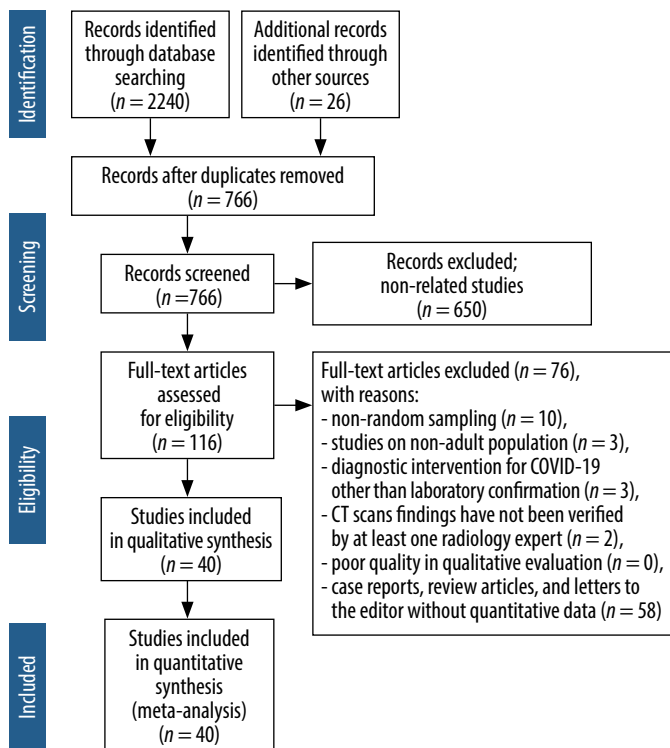 Identification
Records identified
through database
searching
(n = 2240)
Additional records
identified through
other sources
(n = 26)
Records after duplicates removed
(n = 766)
Screening
Records screened
(n =766)
Records excluded;
non-related studies
(n = 650)
Eligibility
Full-text articles
assessed
for eligibility
(n = 116)
Full-text articles excluded (n = 76),
with reasons:
- non-random sampling (n = 10),
- studies on non-adult population (n = 3),
- diagnostic intervention for COVID-19
other than laboratory confirmation (n = 3),
- CT scans findings have not been verified
by at least one radiology expert (n = 2),
- poor quality in qualitative evaluation (n = 0),
- case reports, review articles, and letters to
the editor without quantitative data (n = 58)
Studies included
in qualitative synthesis
(n = 40)
Included
Studies included
in quantitative
synthesis
(meta-analysis)
(n = 40)